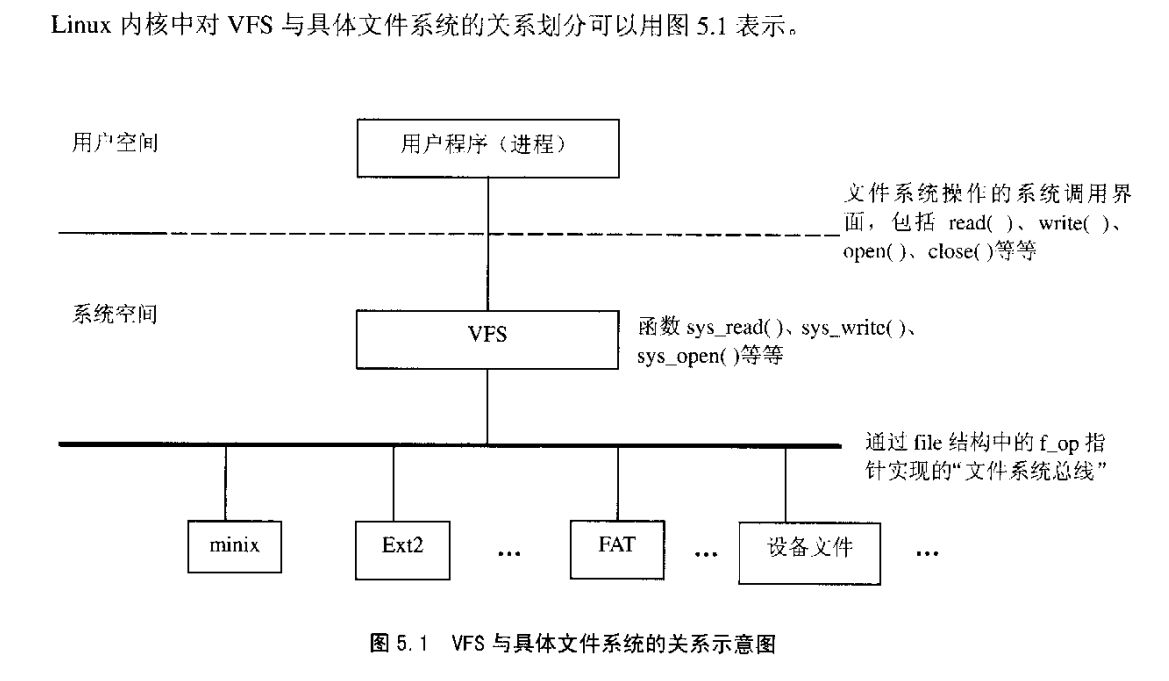 Linux 内核中对 VFS 与具体文件系统的关系划分可以用图 5.1 表示。
用户空间
用户程序（进程）
文件系统操作的系统调用界
面，包括 read( )、write( )、
open( )、close( )等等
系统空间
VFS
函数 sys_read( )、sys_write( )、
sys_open( )等等
通过 file 结构中的 f_op 指
针实现的“文件系统总线”
minix
Ext2
...
FAT
...
设备文件
...
图 5.1 VFS 与具体文件系统的关系示意图